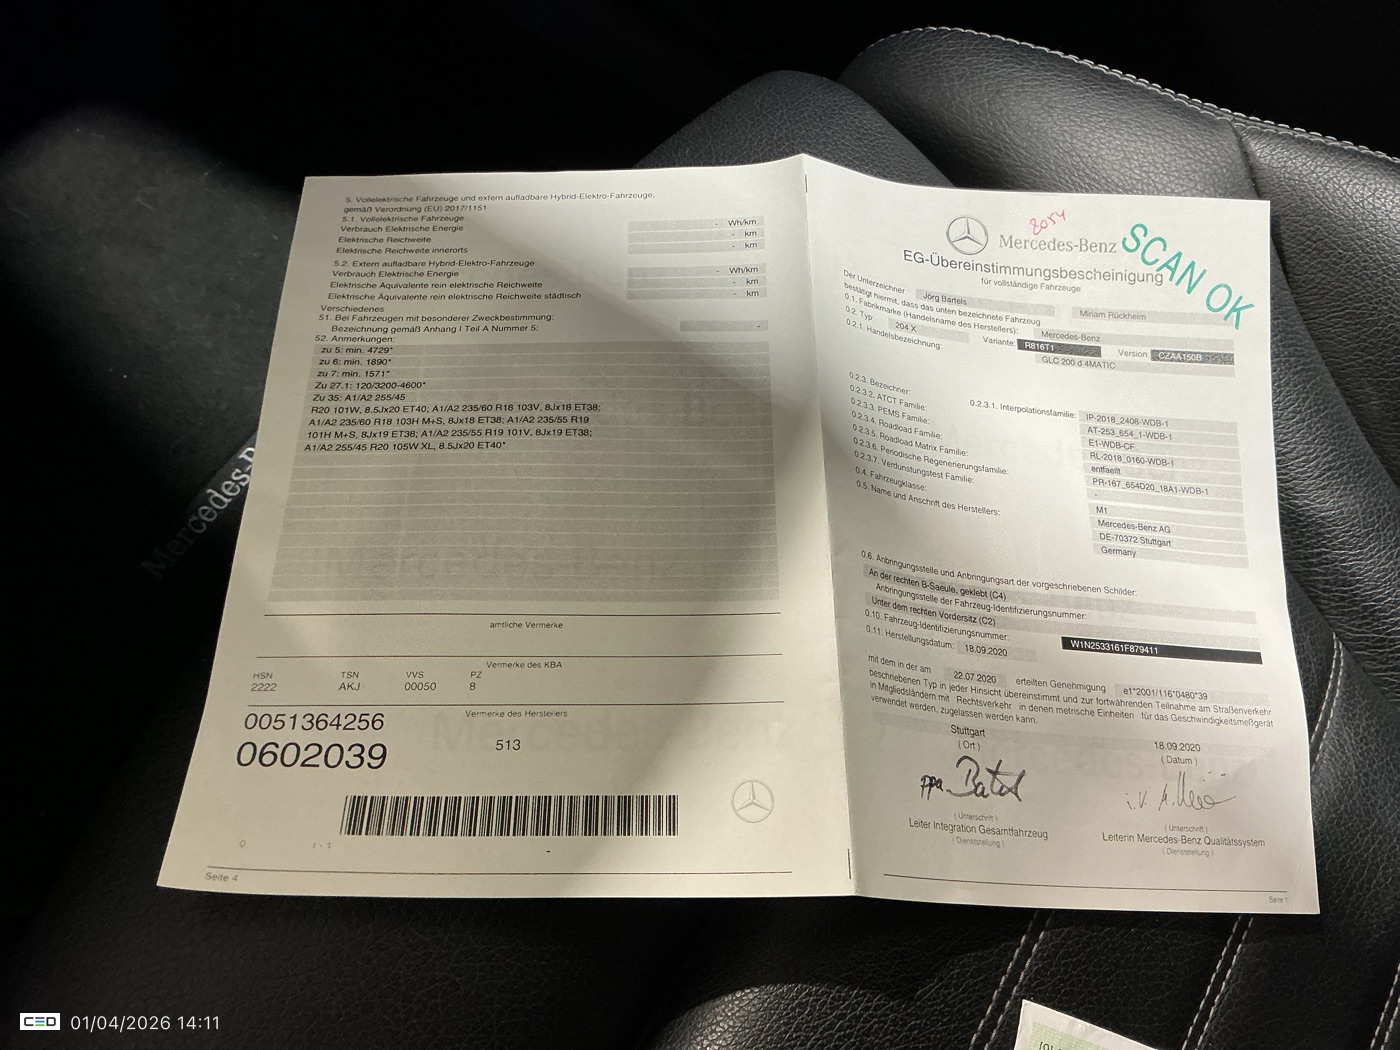 5. Vollelektrische Fahrzeuge und extern aufladbare Hybrid-Elektro-Fahrzeuge,
gemäß Verordnung (EU) 2017/1151
5.1. Vollelektrische Fahrzeuge
Verbrauch Elektrische Energie - Wh/km
Elektrische Reichweite - km
Elektrische Reichweite innerorts - km
5.2. Extern aufladbare Hybrid-Elektro-Fahrzeuge
Verbrauch Elektrische Energie - Wh/km
Elektrische Äquivalente rein elektrische Reichweite - km
Elektrische Äquivalente rein elektrische Reichweite städtisch - km
Verschiedenes
51. Bei Fahrzeugen mit besonderer Zweckbestimmung:
Bezeichnung gemäß Anhang I Teil A Nummer 5: -
52. Anmerkungen:
zu 5: min. 4729*
zu 6: min. 1890*
zu 7: min. 1571*
Zu 27.1: 120/3200-4600*
Zu 35: A1/A2 255/45
R20 101W, 8.5Jx20 ET40; A1/A2 235/60 R18 103V, 8Jx18 ET38;
A1/A2 235/60 R18 103H M+S, 8Jx18 ET38; A1/A2 235/55 R19
101H M+S, 8Jx19 ET38; A1/A2 235/55 R19 101V, 8Jx19 ET38;
A1/A2 255/45 R20 105W XL, 8.5Jx20 ET40*
amtliche Vermerke
Vermerke des KBA
HSN TSN VVS PZ
2222 AKJ 00050 8
Vermerke des Herstellers
0051364256
0602039
513
0 1 - 1 -
Seite 4
8054
Mercedes-Benz
SCAN OK
EG-Übereinstimmungsbescheinigung
für vollständige Fahrzeuge
Der Unterzeichner Jörg Bartels Miriam Rückheim
bestätigt hiermit, dass das unten bezeichnete Fahrzeug
0.1. Fabrikmarke (Handelsname des Herstellers): Mercedes-Benz
0.2. Typ: 204 X Variante: R816T1 Version: CZAA150B
0.2.1. Handelsbezeichnung: GLC 200 d 4MATIC
0.2.3. Bezeichner:
0.2.3.1. Interpolationsfamilie: IP-2018_2408-WDB-1
0.2.3.2. ATCT Familie: AT-253_654_1-WDB-1
0.2.3.3. PEMS Familie: E1-WDB-CF
0.2.3.4. Roadload Familie: RL-2018_0160-WDB-1
0.2.3.5. Roadload Matrix Familie: entfaellt
0.2.3.6. Periodische Regenerierungsfamilie: PR-167_654D20_18A1-WDB-1
0.2.3.7. Verdunstungstest Familie: -
0.4. Fahrzeugklasse: M1
0.5. Name und Anschrift des Herstellers: Mercedes-Benz AG
DE-70372 Stuttgart
Germany
0.6. Anbringungsstelle und Anbringungsart der vorgeschriebenen Schilder:
An der rechten B-Saeule, geklebt (C4)
Anbringungsstelle der Fahrzeug-Identifizierungsnummer:
Unter dem rechten Vordersitz (C2)
0.10. Fahrzeug-Identifizierungsnummer: W1N2533161F879411
0.11. Herstellungsdatum: 18.09.2020
mit dem in der am 22.07.2020 erteilten Genehmigung e1*2001/116*0480*39
beschriebenen Typ in jeder Hinsicht übereinstimmt und zur fortwährenden Teilnahme am Straßenverkehr
in Mitgliedsländern mit Rechtsverkehr in denen metrische Einheiten für das Geschwindigkeitsmeßgerät
verwendet werden, zugelassen werden kann.
Stuttgart 18.09.2020
( Ort ) ( Datum )
( Unterschrift ) ( Unterschrift )
Leiter Integration Gesamtfahrzeug Leiterin Mercedes-Benz Qualitätssystem
( Dienststellung ) ( Dienststellung )
Seite 1
CED 01/04/2026 14:11